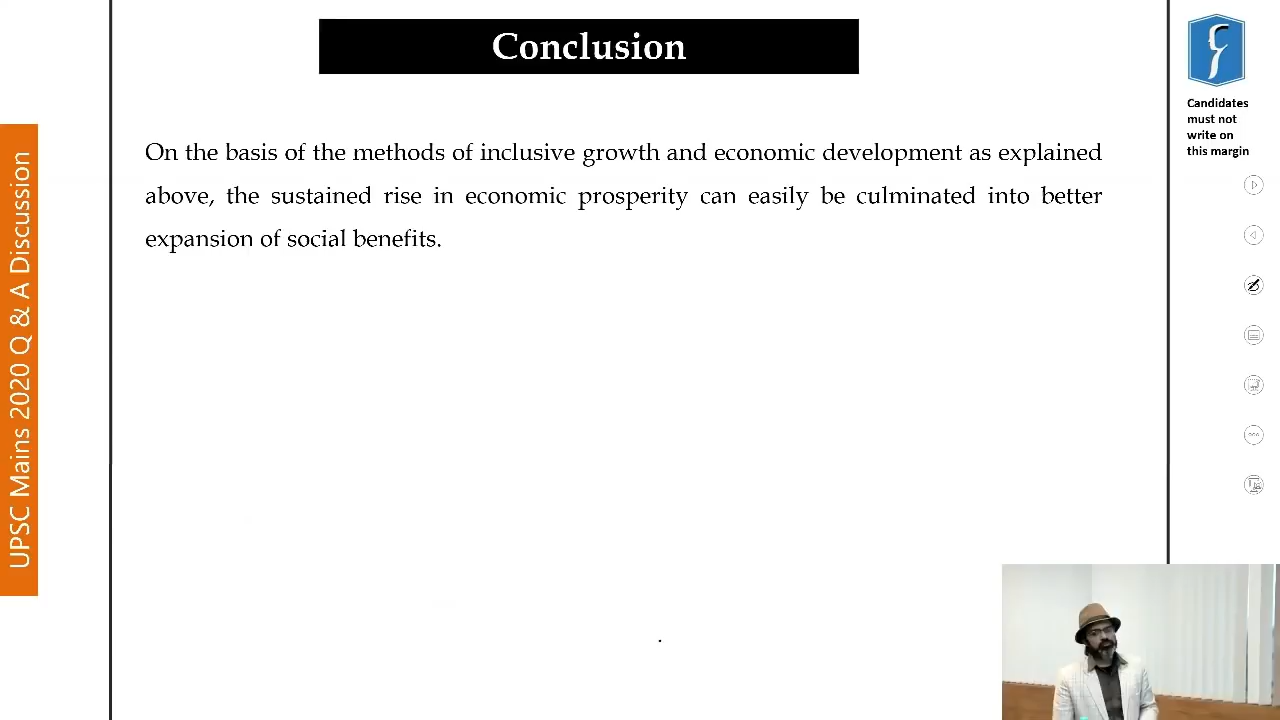 Conclusion
On the basis of the methods of inclusive growth and economic development as explained
above, the sustained rise in economic prosperity can easily be culminated into better
expansion of social benefits.
UPSC Mains 2020 Q & A Discussion
Candidates
must not
write on
this margin